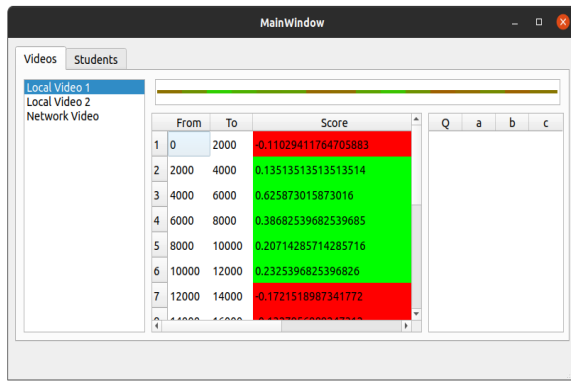 MainWindow
Videos Students
Local Video 1
Local Video 2
Network Video
From To Score
1 0 2000 -0.11029411764705883
2 2000 4000 0.13513513513513514
3 4000 6000 0.625873015873016
4 6000 8000 0.38682539682539685
5 8000 10000 0.20714285714285716
6 10000 12000 0.2325396825396826
7 12000 14000 -0.1721518987341772
Q a b c